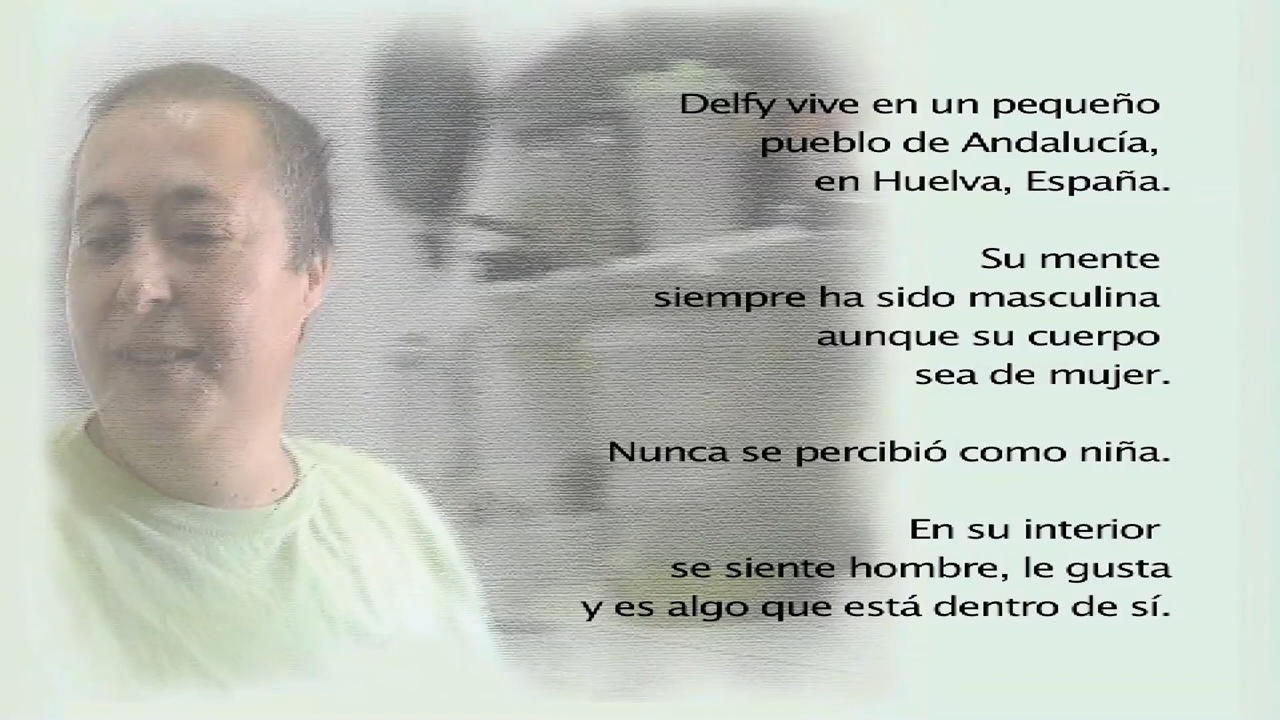 Delfy vive en un pequeño
pueblo de Andalucía,
en Huelva, España.
Su mente
siempre ha sido masculina
aunque su cuerpo
sea de mujer.
Nunca se percibió como niña.
En su interior
se siente hombre, le gusta
y es algo que está dentro de sí.